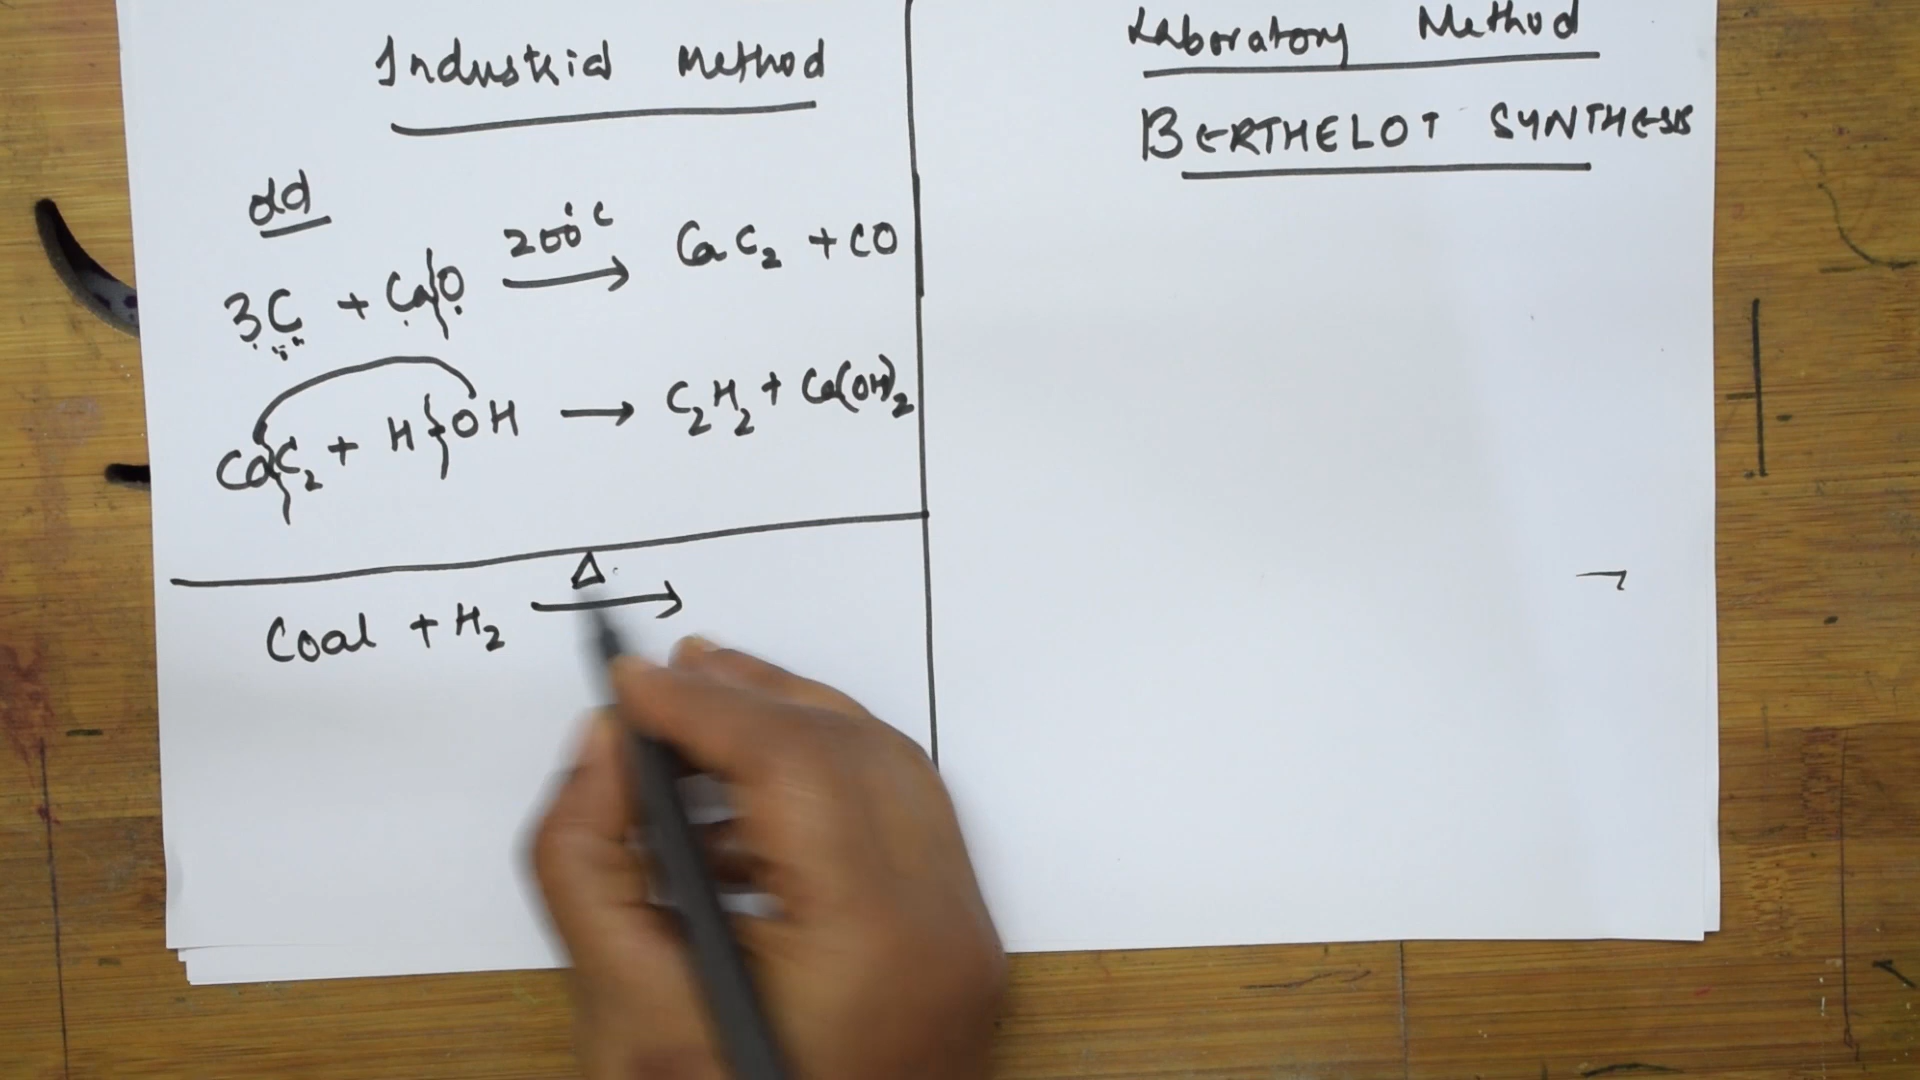 Industrial Method
old
3C + CaO 200°C → CaC₂ + CO
CaC₂ + H OH → C₂H₂ + Ca(OH)₂
Coal + H₂ Δ →
Laboratory Method
BERTHELOT SYNTHESIS